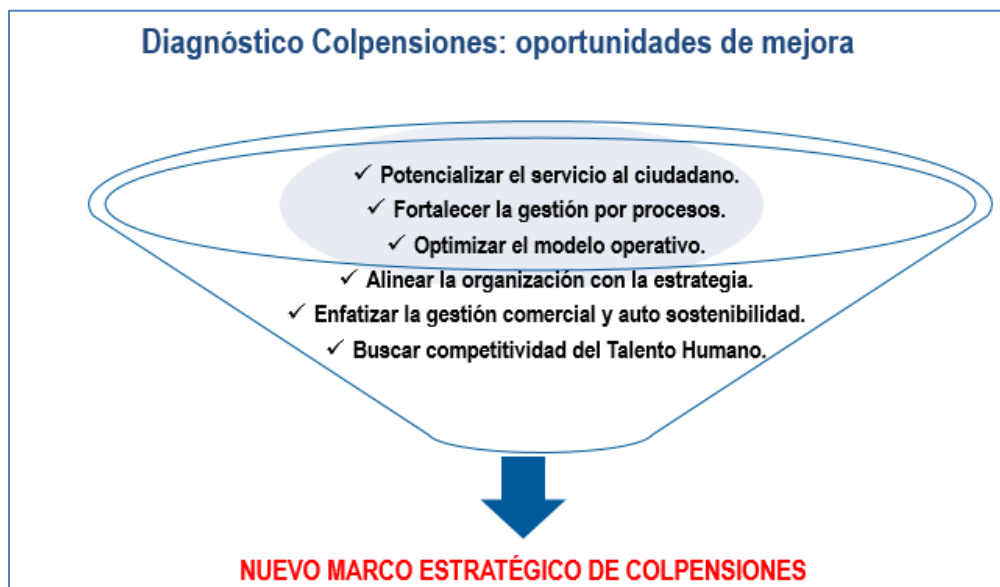 Diagnóstico Colpensiones: oportunidades de mejora
✓ Potencializar el servicio al ciudadano.
✓ Fortalecer la gestión por procesos.
✓ Optimizar el modelo operativo.
✓ Alinear la organización con la estrategia.
✓ Enfatizar la gestión comercial y auto sostenibilidad.
✓ Buscar competitividad del Talento Humano.
NUEVO MARCO ESTRATÉGICO DE COLPENSIONES